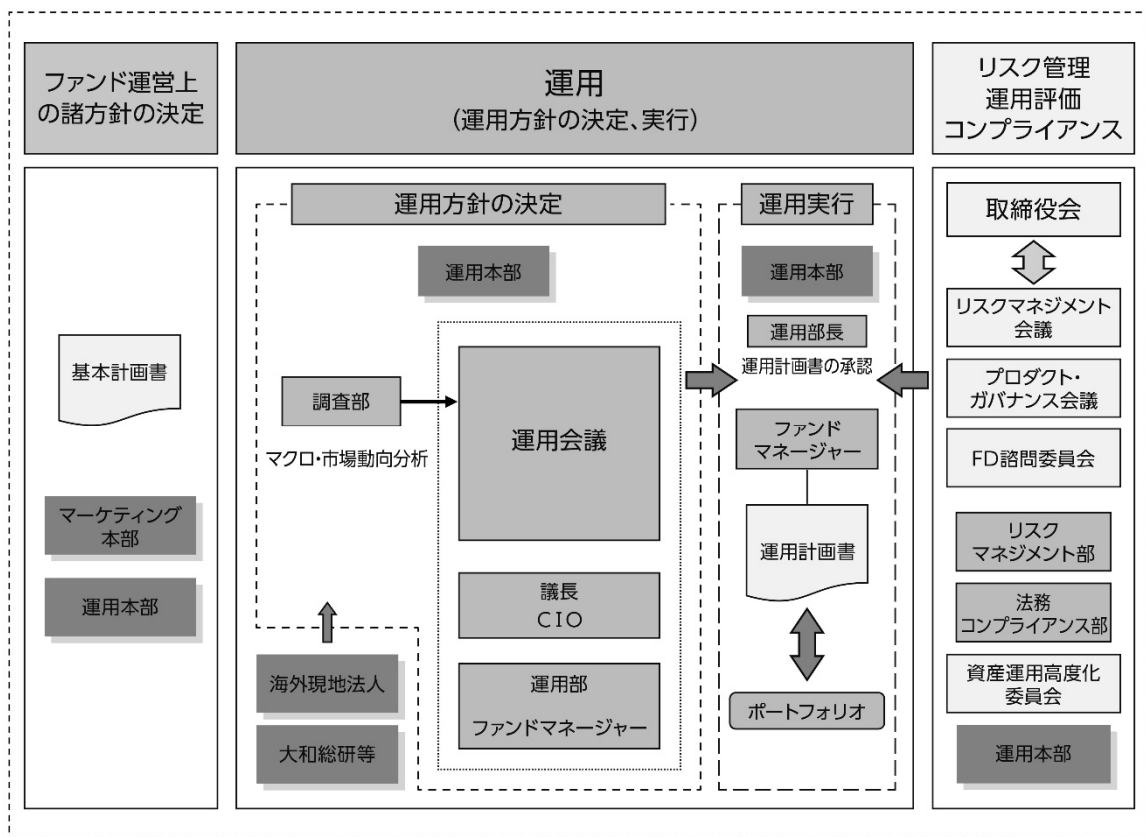 ファンド運営上
の諸方針の決定
基本計画書
マーケティング
本部
運用本部
運用
(運用方針の決定、実行)
運用方針の決定
運用本部
調査部
マクロ・市場動向分析
運用会議
議長
CIO
運用部
ファンドマネージャー
海外現地法人
大和総研等
運用実行
運用本部
運用部長
運用計画書の承認
ファンド
マネージャー
運用計画書
ポートフォリオ
リスク管理
運用評価
コンプライアンス
取締役会
リスクマネジメント
会議
プロダクト・
ガバナンス会議
FD諮問委員会
リスク
マネジメント部
法務
コンプライアンス部
資産運用高度化
委員会
運用本部